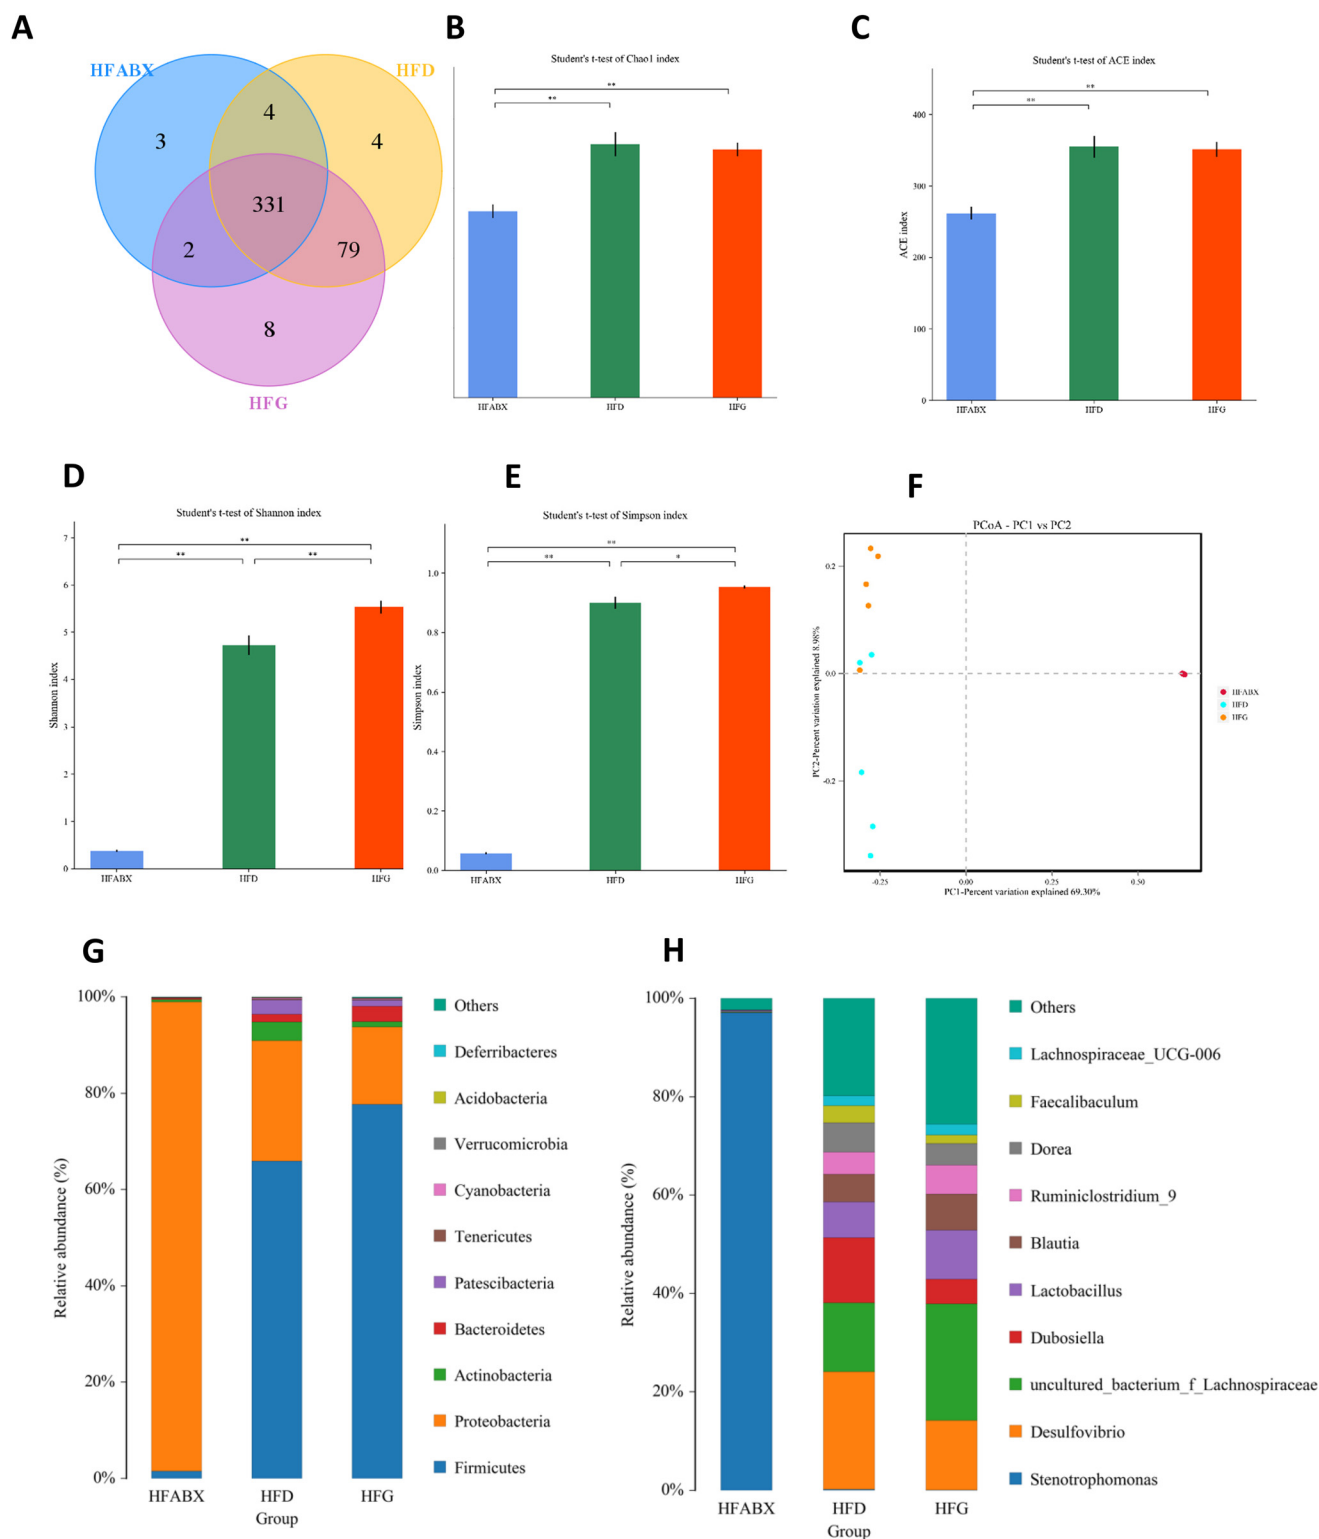 A
HFABX
HFD
3
4
4
331
2
79
8
HFG
B
Student's t-test of Chao1 index
**
**
HFABX
HFD
HFG
C
Student's t-test of ACE index
**
**
ACE index
400
300
200
100
0
HFABX
HFD
HFG
D
Student's t-test of Shannon index
**
**
**
Shannon index
7
6
5
4
3
2
1
0
HFABX
HFD
HFG
E
Student's t-test of Simpson index
**
**
*
Simpson index
1.0
0.8
0.6
0.4
0.2
0.0
HFABX
HFD
HFG
F
PCoA - PC1 vs PC2
PC2-Percent variation explained 8.98%
0.2
0.0
-0.2
-0.25
0.00
0.25
0.50
PC1-Percent variation explained 69.30%
HFABX
HFD
HFG
G
Relative abundance (%)
100%
80%
60%
40%
20%
0%
HFABX
HFD
HFG
Group
Others
Deferribacteres
Acidobacteria
Verrucomicrobia
Cyanobacteria
Tenericutes
Patescibacteria
Bacteroidetes
Actinobacteria
Proteobacteria
Firmicutes
H
Relative abundance (%)
100%
80%
60%
40%
20%
0%
HFABX
HFD
HFG
Group
Others
Lachnospiraceae_UCG-006
Faecalibaculum
Dorea
Ruminiclostridium_9
Blautia
Lactobacillus
Dubosiella
uncultured_bacterium_f_Lachnospiraceae
Desulfovibrio
Stenotrophomonas